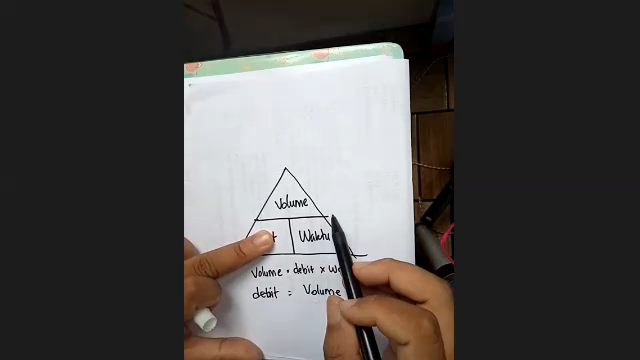 Volume
Waktu
Volume = debit x
debit = Volume